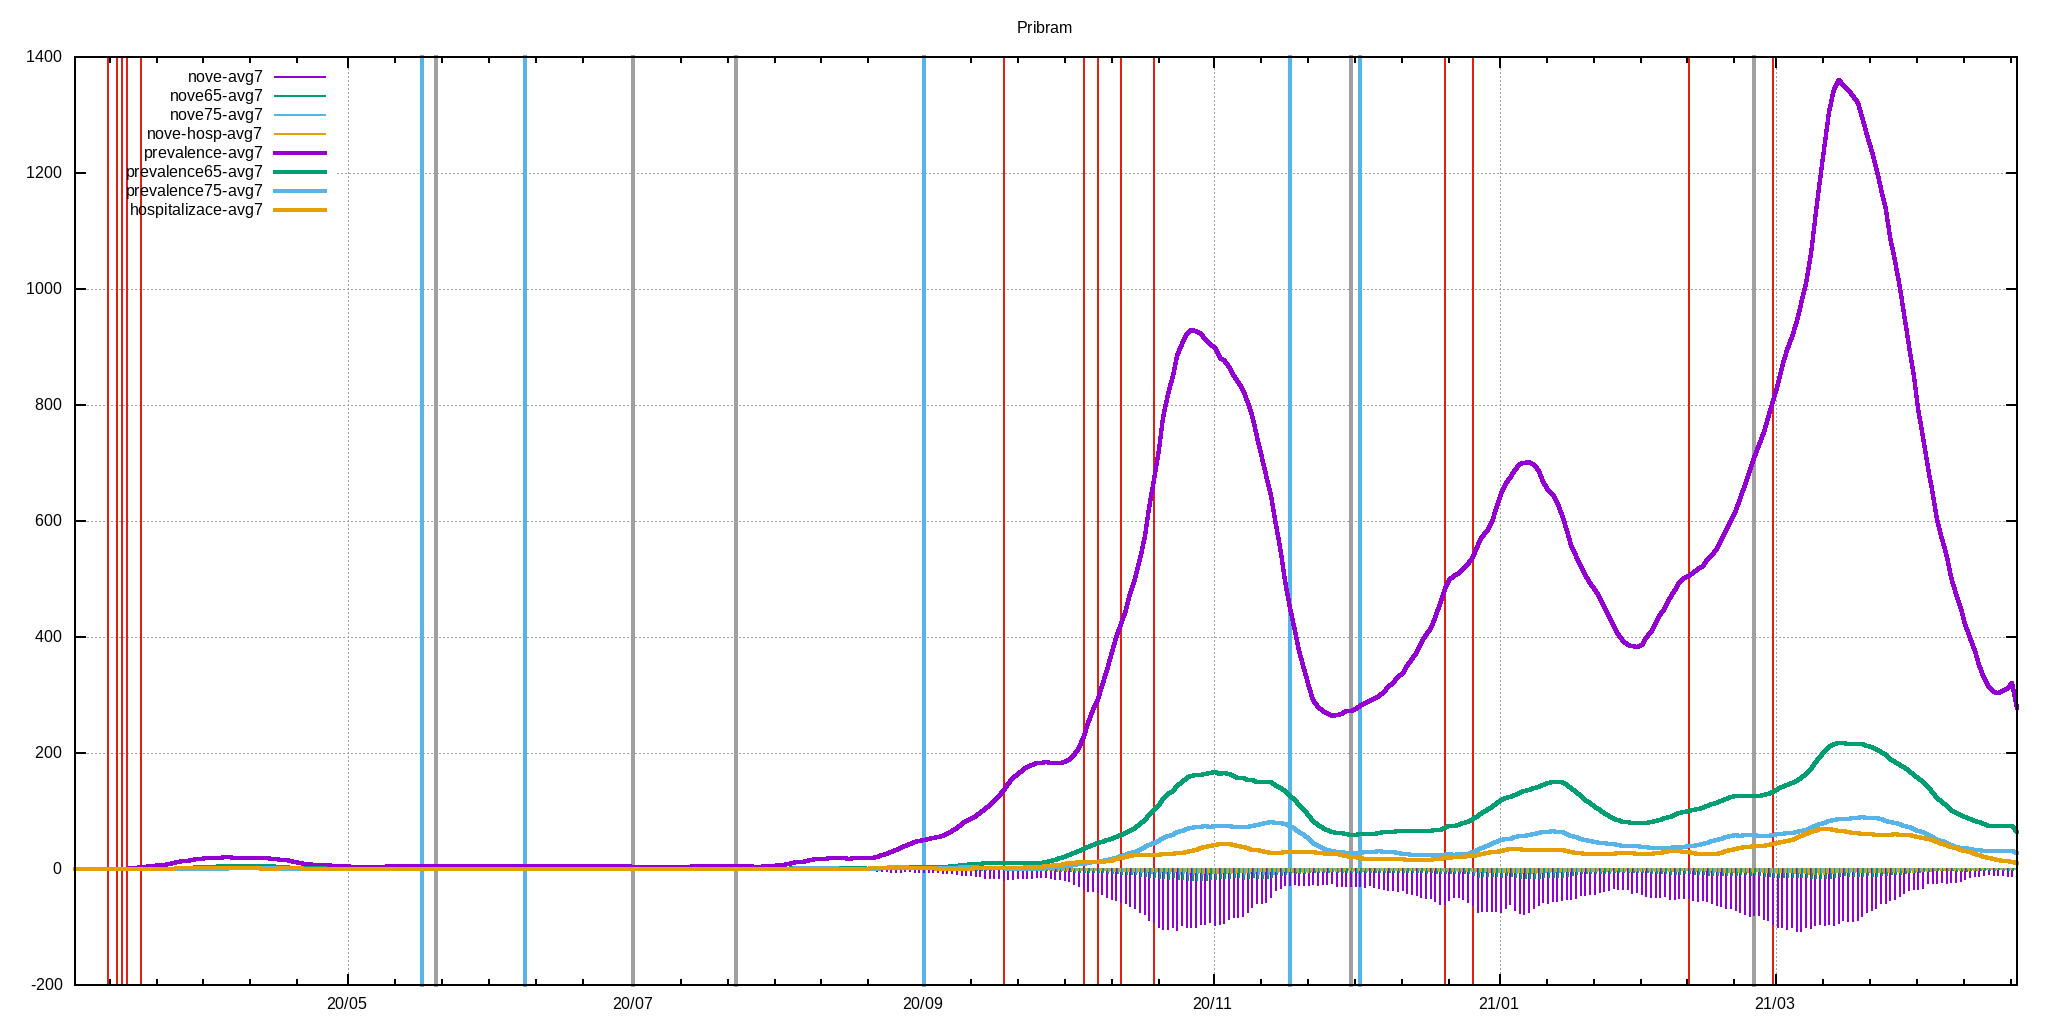 Pribram
1400
1200
1000
800
600
400
200
0
-200
nove-avg7
nove65-avg7
nove75-avg7
nove-hosp-avg7
prevalence-avg7
prevalence65-avg7
prevalence75-avg7
hospitalizace-avg7
20/05 20/07 20/09 20/11 21/01 21/03